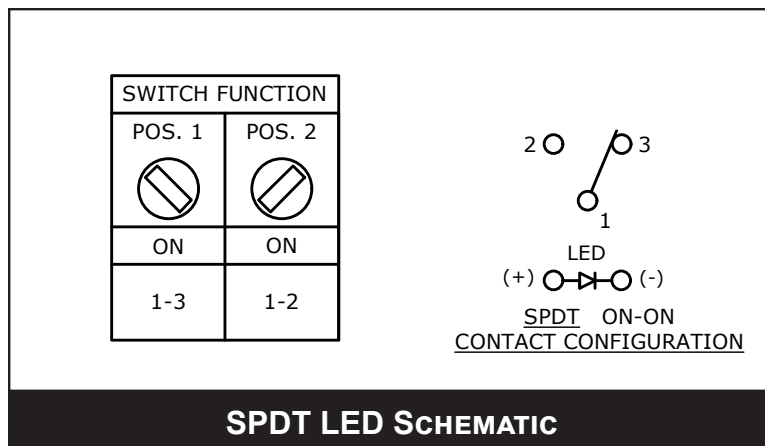 SWITCH FUNCTION
POS. 1 POS. 2
ON ON
1-3 1-2
2 3
1
LED
(+) (-)
SPDT ON-ON
CONTACT CONFIGURATION
SPDT LED SCHEMATIC